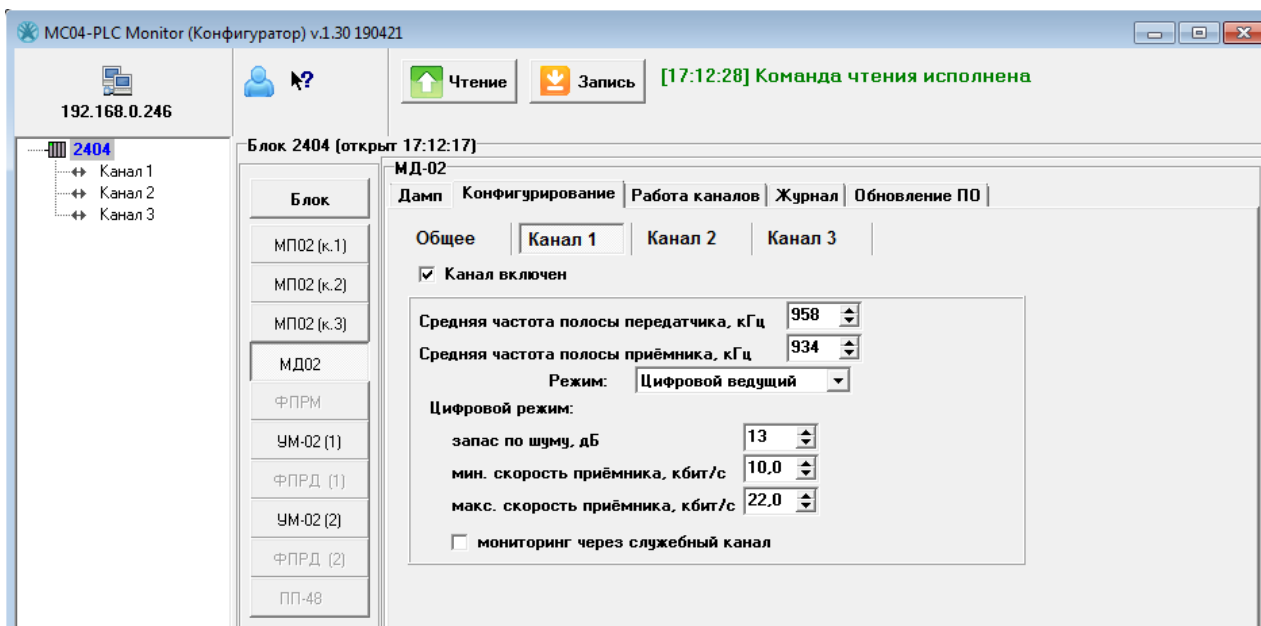 MC04-PLC Monitor (Конфигуратор) v.1.30 190421
192.168.0.246
Чтение
Запись
[17:12:28] Команда чтения исполнена
2404
Канал 1
Канал 2
Канал 3
Блок 2404 (открыт 17:12:17)
Блок
МП02 (к.1)
МП02 (к.2)
МП02 (к.3)
МД02
ФПРМ
УМ-02 (1)
ФПРД (1)
УМ-02 (2)
ФПРД (2)
ПП-48
МД-02
Дамп Конфигурирование Работа каналов Журнал Обновление ПО
Общее Канал 1 Канал 2 Канал 3
Канал включен
Средняя частота полосы передатчика, кГц 958
Средняя частота полосы приёмника, кГц 934
Режим: Цифровой ведущий
Цифровой режим:
запас по шуму, дБ 13
мин. скорость приёмника, кбит/с 10,0
макс. скорость приёмника, кбит/с 22,0
мониторинг через служебный канал